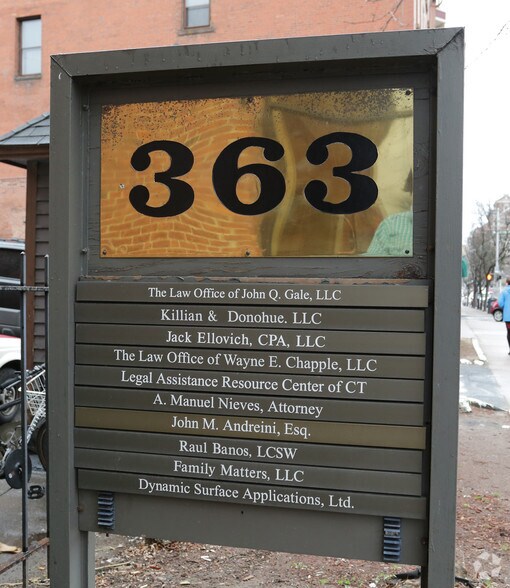 363
The Law Office of John Q. Gale, LLC
Killian & Donohue. LLC
Jack Ellovich, CPA, LLC
The Law Office of Wayne E. Chapple, LLC
Legal Assistance Resource Center of CT
A. Manuel Nieves, Attorney
John M. Andreini, Esq.
Raul Banos, LCSW
Family Matters, LLC
Dynamic Surface Applications, Ltd.